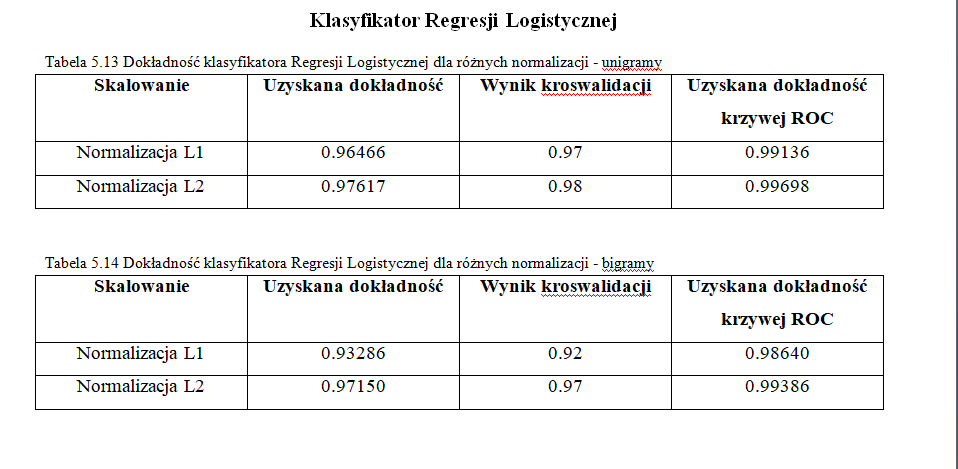 Klasyfikator Regresji Logistycznej
Tabela 5.13 Dokładność klasyfikatora Regresji Logistycznej dla różnych normalizacji - unigramy
Skalowanie Uzyskana dokładność Wynik kroswalidacji Uzyskana dokładność
krzywej ROC
Normalizacja L1 0.96466 0.97 0.99136
Normalizacja L2 0.97617 0.98 0.99698
Tabela 5.14 Dokładność klasyfikatora Regresji Logistycznej dla różnych normalizacji - bigramy
Skalowanie Uzyskana dokładność Wynik kroswalidacji Uzyskana dokładność
krzywej ROC
Normalizacja L1 0.93286 0.92 0.98640
Normalizacja L2 0.97150 0.97 0.99386